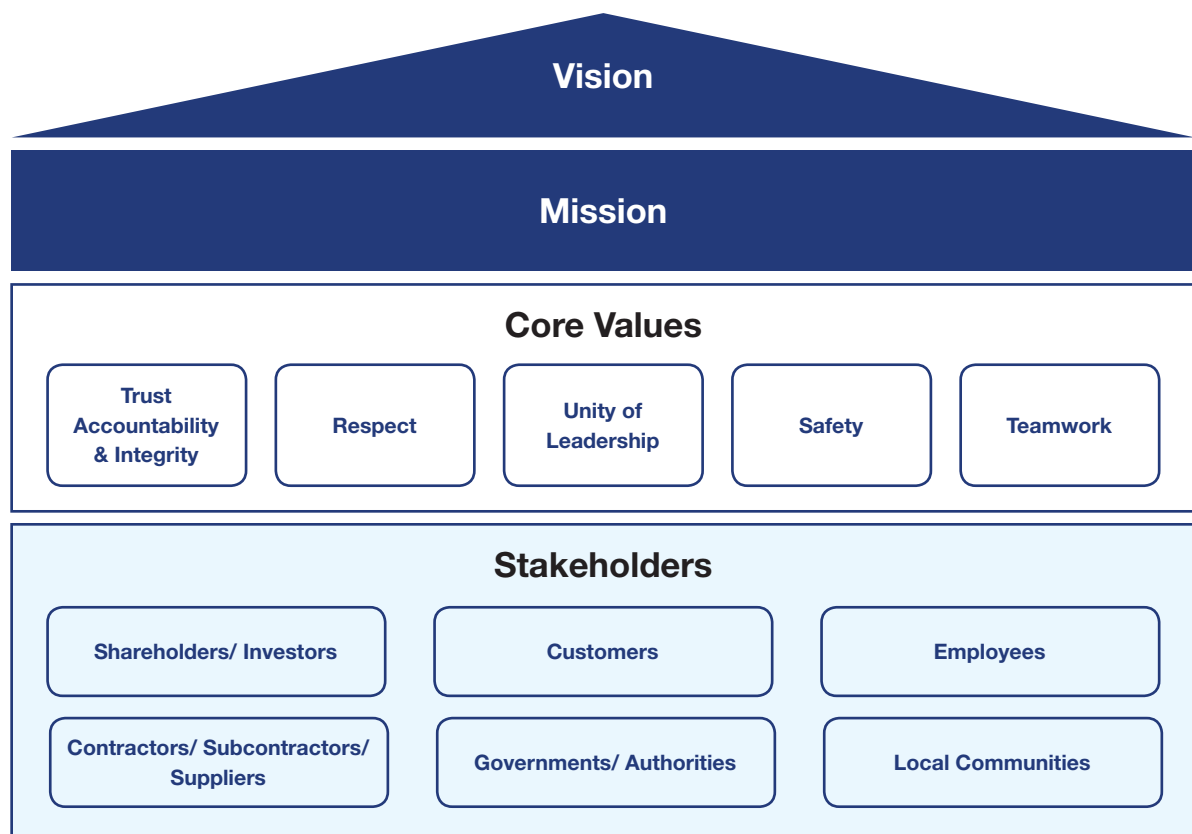 Vision
Mission
Core Values
Trust
Accountability
& Integrity
Respect
Unity of
Leadership
Safety
Teamwork
Stakeholders
Shareholders/ Investors
Customers
Employees
Contractors/ Subcontractors/
Suppliers
Governments/ Authorities
Local Communities